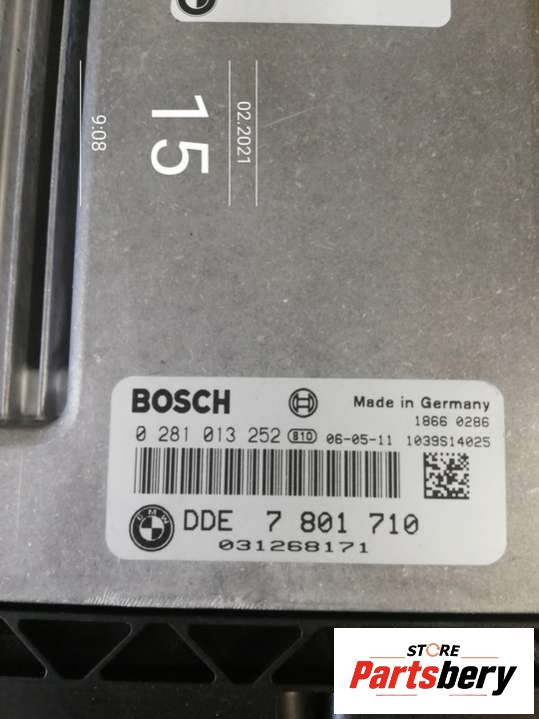 15
02.2021
9:08
BOSCH
Made in Germany
1866 0286
0 281 013 252 810 06-05-11 1039S14025
BMW DDE 7 801 710
031268171
STORE
Partsbery